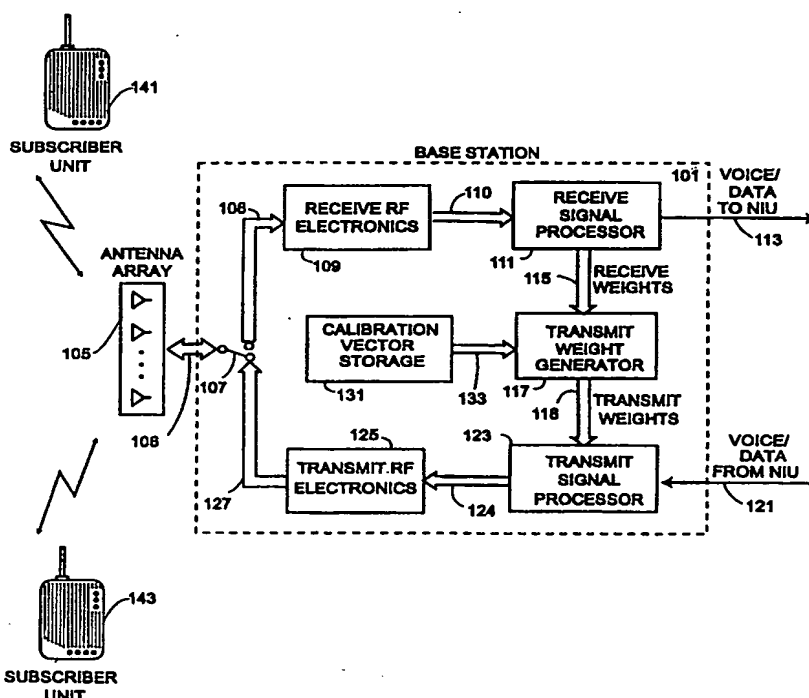 141
SUBSCRIBER
UNIT
BASE STATION
101
VOICE/
DATA
TO NIU
113
108
RECEIVE RF
ELECTRONICS
109
110
RECEIVE
SIGNAL
PROCESSOR
111
115
RECEIVE
WEIGHTS
ANTENNA
ARRAY
105
106
107
CALIBRATION
VECTOR
STORAGE
131
133
TRANSMIT
WEIGHT
GENERATOR
117
118
TRANSMIT
WEIGHTS
125
TRANSMIT.RF
ELECTRONICS
127
124
123
TRANSMIT
SIGNAL
PROCESSOR
VOICE/
DATA
FROM NIU
121
143
SUBSCRIBER
UNIT